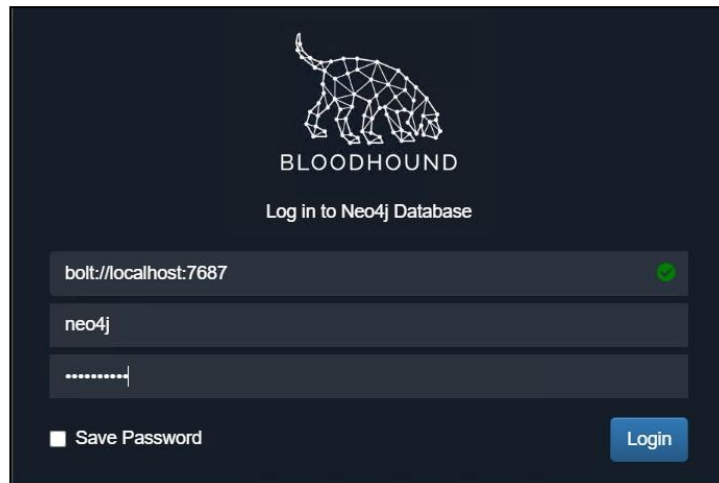 BLOODHOUND
Log in to Neo4j Database
bolt://localhost:7687
neo4j
••••••••••
Save Password
Login